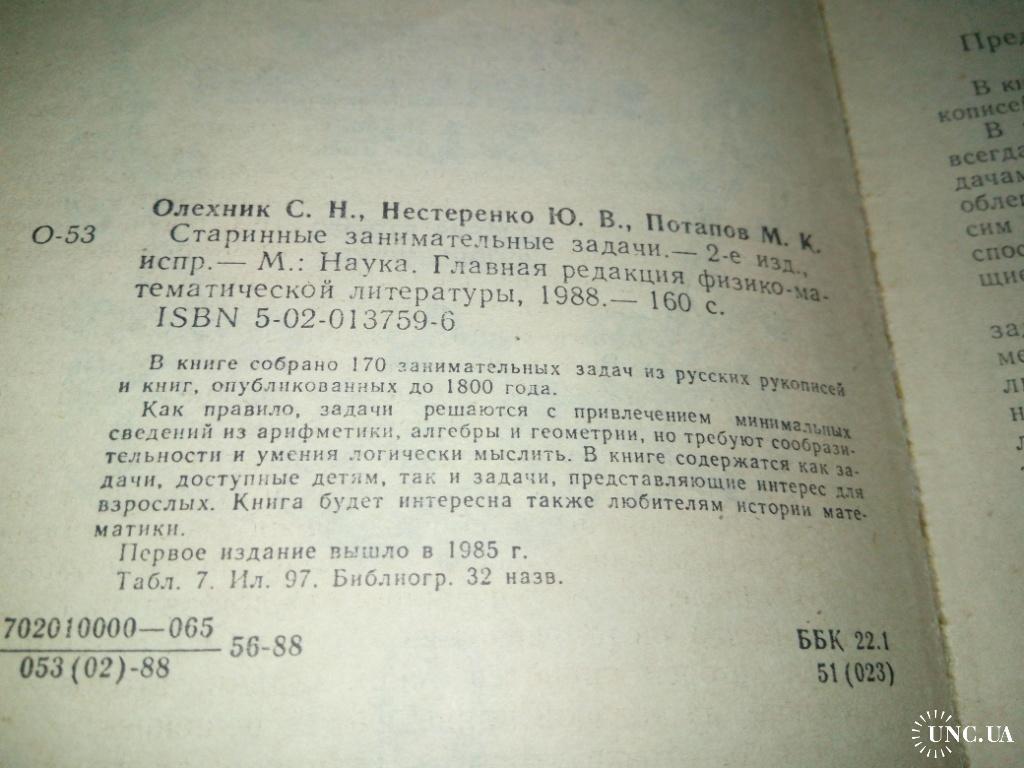 Олехник С. Н., Нестеренко Ю. В., Потапов М. К.
О-53 Старинные занимательные задачи.— 2-е изд.,
испр.— М.: Наука. Главная редакция физико-ма-
тематической литературы, 1988.— 160 с.
ISBN 5-02-013759-6
В книге собрано 170 занимательных задач из русских рукописей
и книг, опубликованных до 1800 года.
Как правило, задачи решаются с привлечением минимальных
сведений из арифметики, алгебры и геометрии, но требуют сообрази-
тельности и умения логически мыслить. В книге содержатся как за-
дачи, доступные детям, так и задачи, представляющие интерес для
взрослых. Книга будет интересна также любителям истории мате-
матики.
Первое издание вышло в 1985 г.
Табл. 7. Ил. 97. Библиогр. 32 назв.
702010000—065
053 (02)-88
56-88
ББК 22.1
51 (023)
В
всегда
дачам
сим
UNC.UA